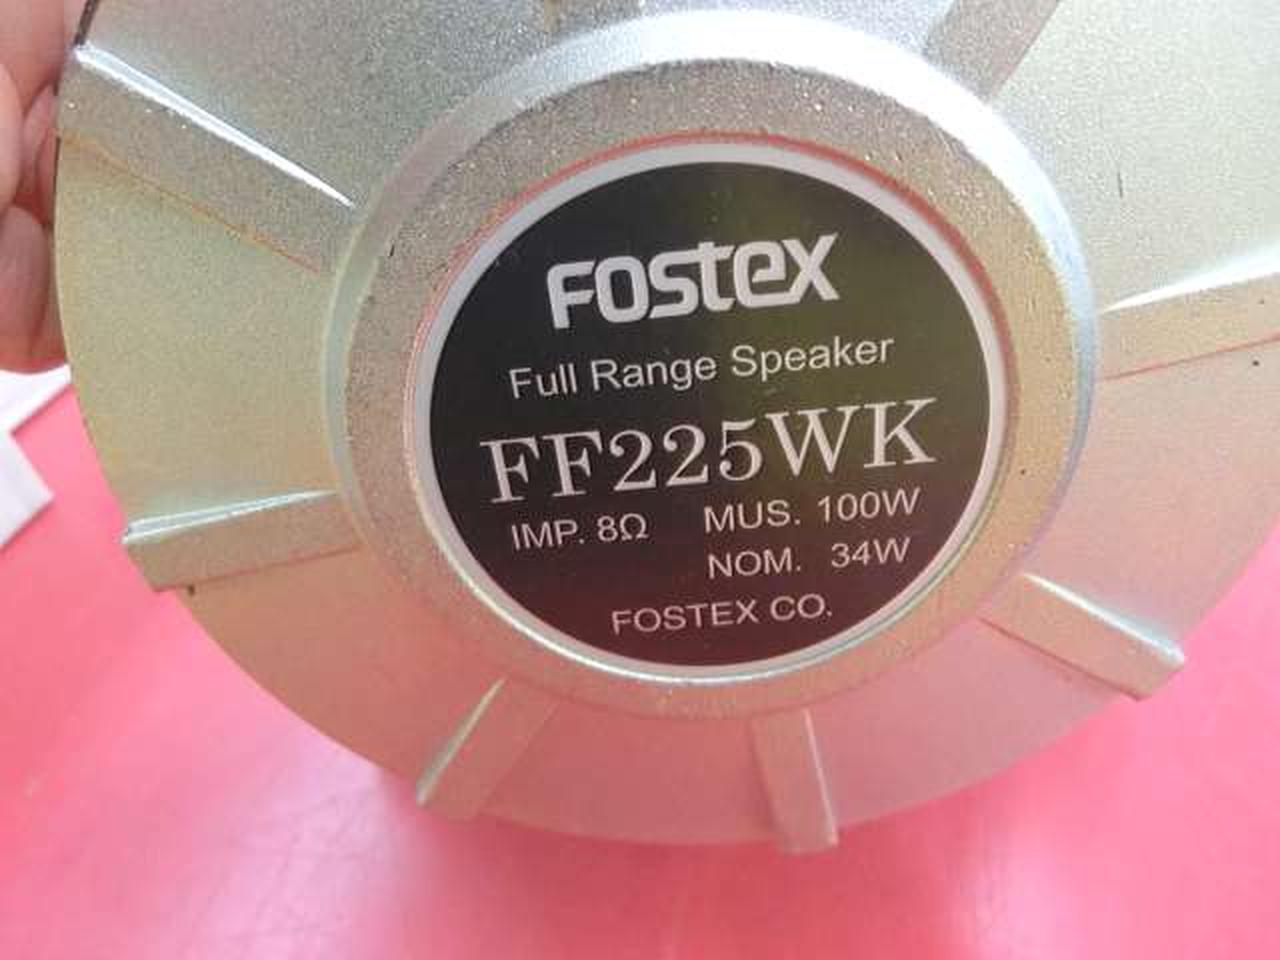 Fostex
Full Range Speaker
FF225WK
IMP. 8Ω MUS. 100W
NOM. 34W
FOSTEX CO.